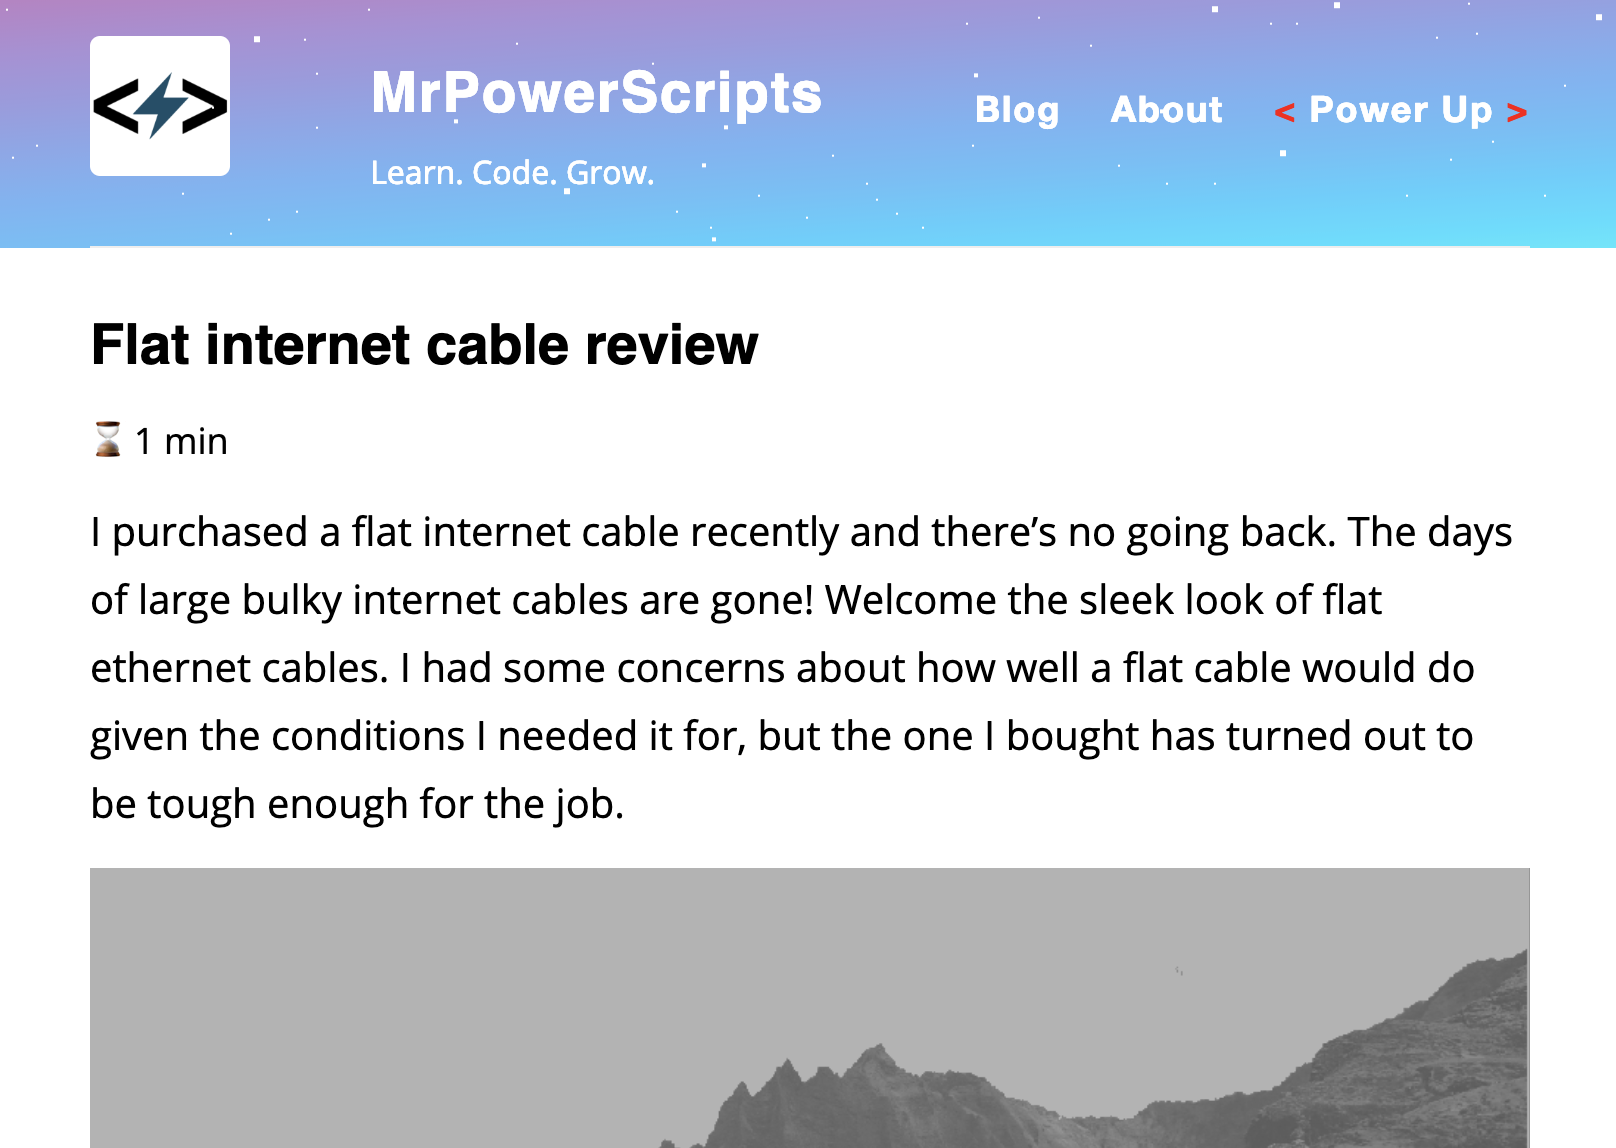 MrPowerScripts
Learn. Code. Grow.
Blog About < Power Up >
Flat internet cable review
⏳ 1 min
I purchased a flat internet cable recently and there’s no going back. The days
of large bulky internet cables are gone! Welcome the sleek look of flat
ethernet cables. I had some concerns about how well a flat cable would do
given the conditions I needed it for, but the one I bought has turned out to
be tough enough for the job.